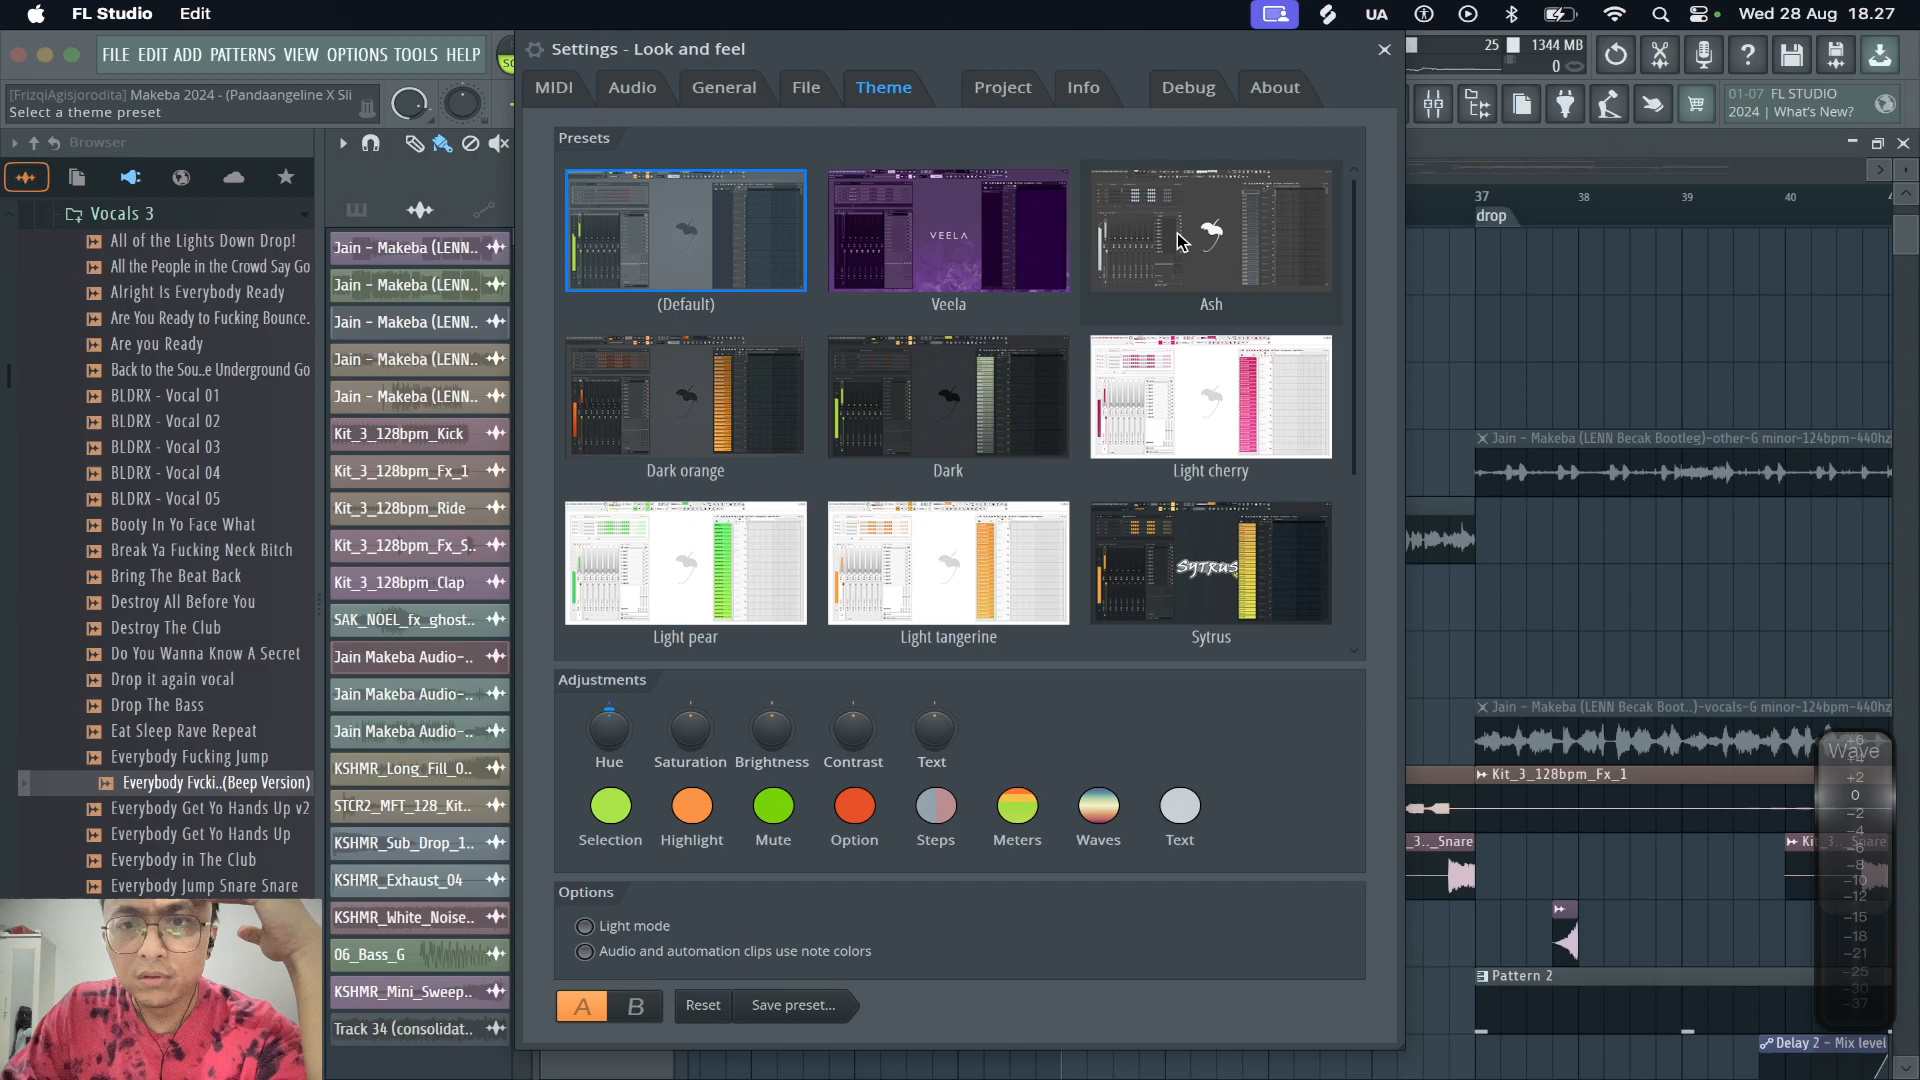 FL Studio Edit
UA
Wed 28 Aug 18.27
FILE EDIT ADD PATTERNS VIEW OPTIONS TOOLS HELP
Settings - Look and feel
25
1344 MB
0
[FrizqiAgisjorodita] Makeba 2024 - (Pandaangeline X Sli
Select a theme preset
MIDI
Audio
General
File
Theme
Project
Info
Debug
About
01-07 FL STUDIO
2024 | What's New?
Browser
Presets
Vocals 3
All of the Lights Down Drop!
All the People in the Crowd Say Go
Alright Is Everybody Ready
Are You Ready to Fucking Bounce.
Are you Ready
Back to the Sou..e Underground Go
BLDRX - Vocal 01
BLDRX - Vocal 02
BLDRX - Vocal 03
BLDRX - Vocal 04
BLDRX - Vocal 05
Booty In Yo Face What
Break Ya Fucking Neck Bitch
Bring The Beat Back
Destroy All Before You
Destroy The Club
Do You Wanna Know A Secret
Drop it again vocal
Drop The Bass
Eat Sleep Rave Repeat
Everybody Fucking Jump
Everybody Fvcki..(Beep Version)
Everybody Get Yo Hands Up v2
Everybody Get Yo Hands Up
Everybody in The Club
Everybody Jump Snare Snare
Jain - Makeba (LENN..
Jain - Makeba (LENN..
Jain - Makeba (LENN..
Jain - Makeba (LENN..
Jain - Makeba (LENN..
Kit_3_128bpm_Kick
Kit_3_128bpm_Fx_1
Kit_3_128bpm_Ride
Kit_3_128bpm_Fx_S..
Kit_3_128bpm_Clap
SAK_NOEL_fx_ghost..
Jain Makeba Audio-..
Jain Makeba Audio-..
Jain Makeba Audio-..
KSHMR_Long_Fill_0..
STCR2_MFT_128_Kit..
KSHMR_Sub_Drop_1..
KSHMR_Exhaust_04
KSHMR_White_Noise..
06_Bass_G
KSHMR_Mini_Sweep..
Track 34 (consolidat..
VEELA
(Default)
Veela
Ash
Dark orange
Dark
Light cherry
SYTRUS
Light pear
Light tangerine
Sytrus
Adjustments
Hue
Saturation
Brightness
Contrast
Text
Selection
Highlight
Mute
Option
Steps
Meters
Waves
Text
Options
Light mode
Audio and automation clips use note colors
A
B
Reset
Save preset...
37
38
39
40
4
drop
Jain - Makeba (LENN Becak Bootleg)-other-G minor-124bpm-440hz
Jain - Makeba (LENN Becak Boot..)-vocals-G minor-124bpm-440hz
Wave
Kit_3_128bpm_Fx_1
_3.._Snare
Snare
Pattern 2
Delay 2 - Mix level
+6
+4
+2
0
-2
-4
-6
-8
-10
-12
-15
-18
-21
-25
-30
-37